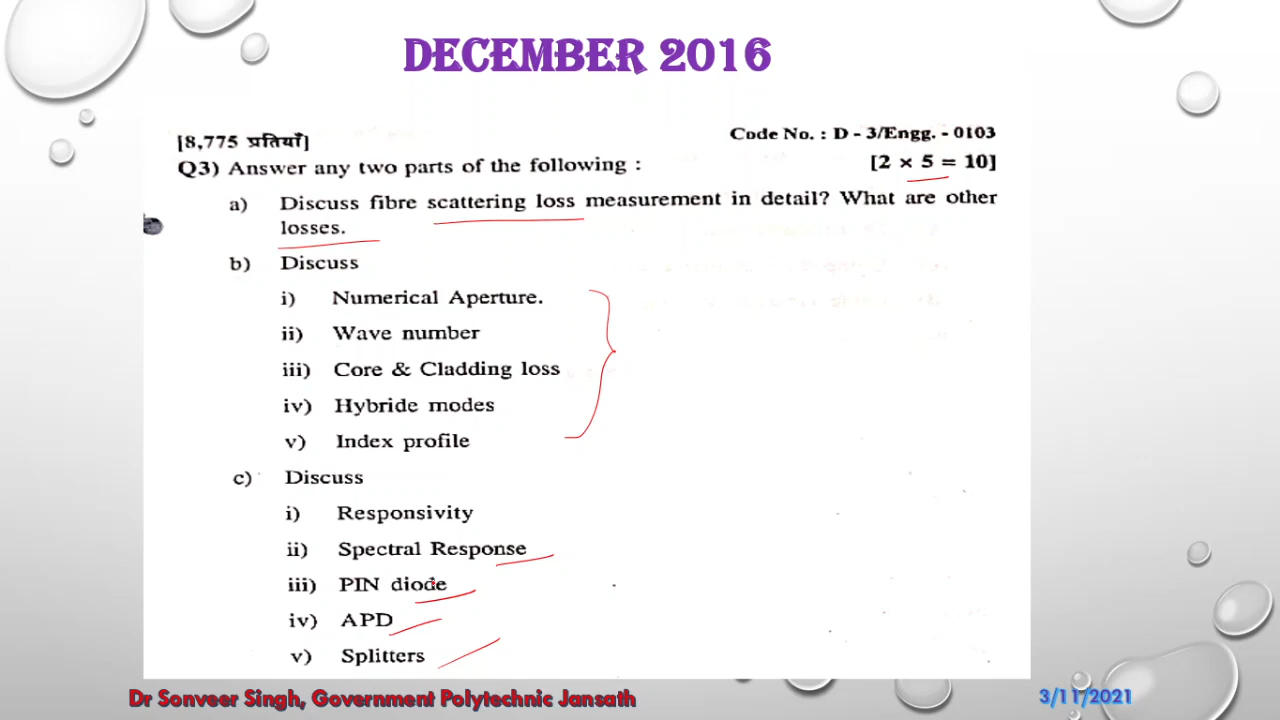 DECEMBER 2016
[8,775 प्रतियाँ]
Code No. : D - 3/Engg. - 0103
Q3) Answer any two parts of the following :
[2 × 5 = 10]
a) Discuss fibre scattering loss measurement in detail? What are other
losses.
b) Discuss
i) Numerical Aperture.
ii) Wave number
iii) Core & Cladding loss
iv) Hybride modes
v) Index profile
c) Discuss
i) Responsivity
ii) Spectral Response
iii) PIN diode
iv) APD
v) Splitters
Dr Sonveer Singh, Government Polytechnic Jansath
3/11/2021